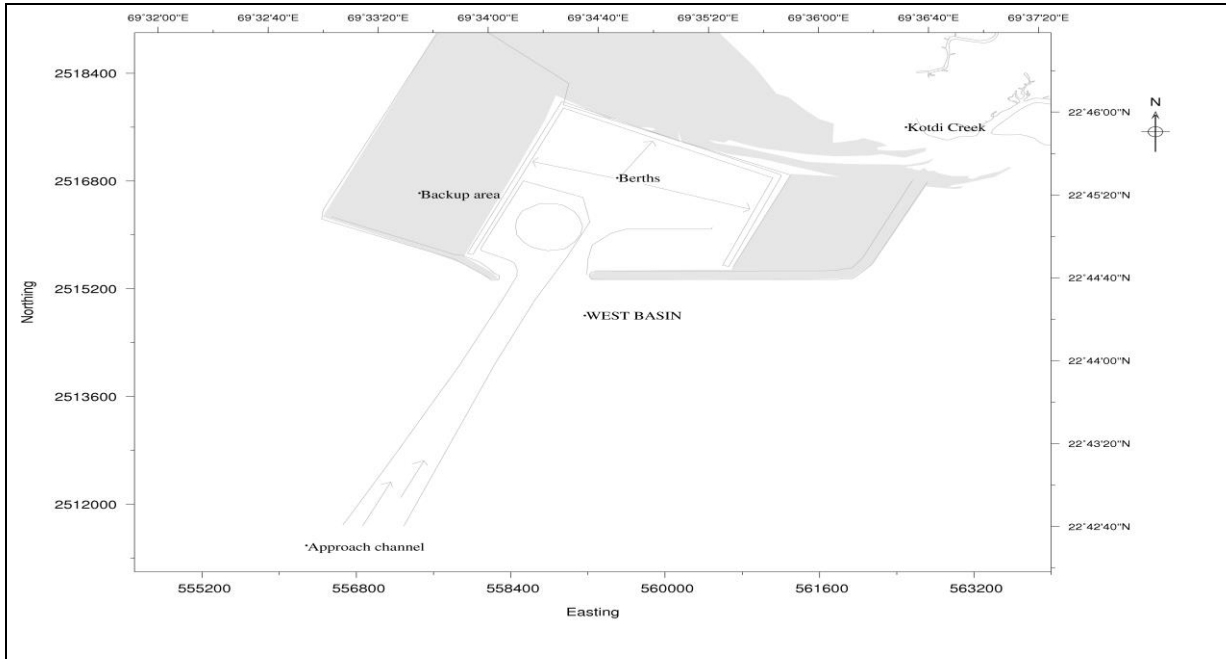 69°32'00"E 69°32'40"E 69°33'20"E 69°34'00"E 69°34'40"E 69°35'20"E 69°36'00"E 69°36'40"E 69°37'20"E
2518400
22°46'00"N
N
Kotdi Creek
2516800
Berths
Backup area
22°45'20"N
22°44'40"N
2515200
Northing
WEST BASIN
22°44'00"N
2513600
22°43'20"N
2512000
22°42'40"N
Approach channel
555200 556800 558400 560000 561600 563200
Easting